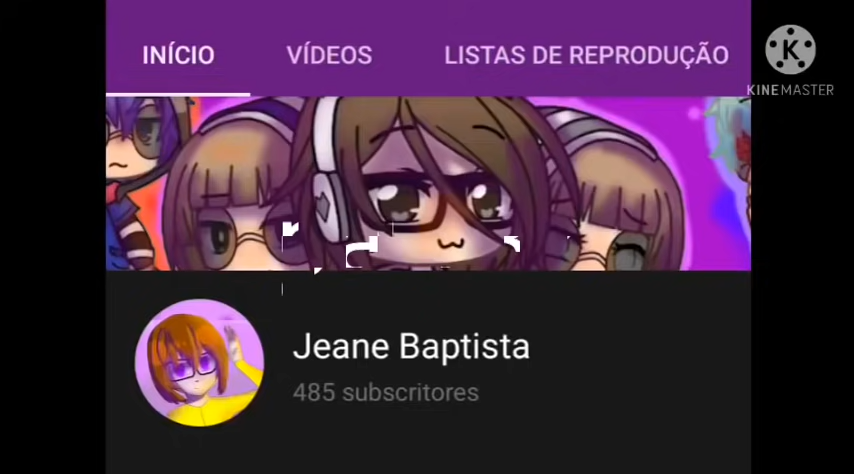 INÍCIO VÍDEOS LISTAS DE REPRODUÇÃO
K
KINEMASTER
Jeane Baptista
485 subscritores